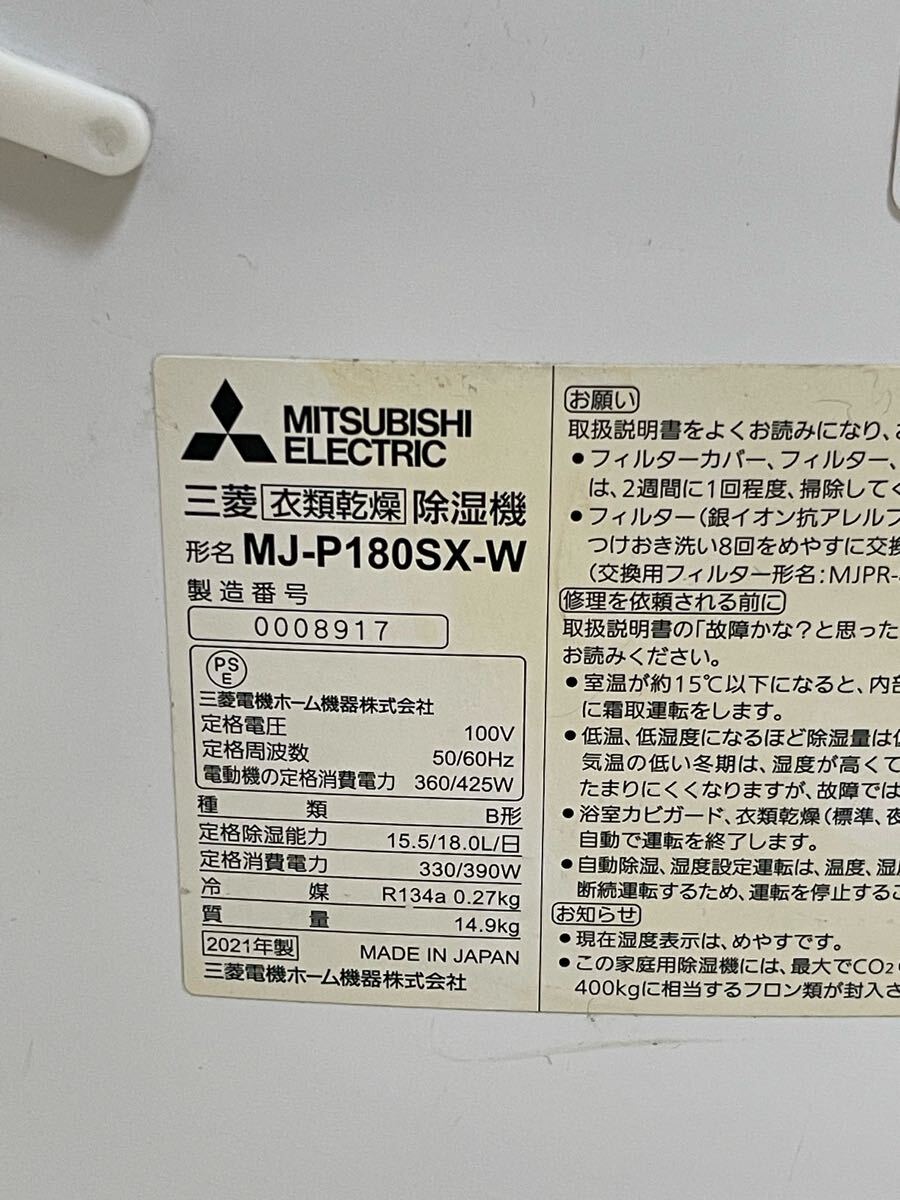 MITSUBISHI
ELECTRIC
三菱 衣類乾燥 除湿機
形名 MJ-P180SX-W
製造番号
0008917
PS
E
三菱電機ホーム機器株式会社
定格電圧 100V
定格周波数 50/60Hz
電動機の定格消費電力 360/425W
種類 B形
定格除湿能力 15.5/18.0L/日
定格消費電力 330/390W
冷媒 R134a 0.27kg
質量 14.9kg
2021年製 MADE IN JAPAN
三菱電機ホーム機器株式会社
お願い
取扱説明書をよくお読みになり、
●フィルターカバー、フィルター、
は、2週間に1回程度、掃除して
●フィルター(銀イオン抗アレルフ
つけおき洗い8回をめやすに交
(交換用フィルター形名:MJPR-
修理を依頼される前に
取扱説明書の「故障かな?と思った
お読みください。
●室温が約15℃以下になると、内
に霜取運転をします。
●低温、低湿度になるほど除湿量は
気温の低い冬期は、湿度が高くて
たまりにくくなりますが、故障では
●浴室カビガード、衣類乾燥(標準、
自動で運転を終了します。
●自動除湿、湿度設定運転は、温度、
断続運転するため、運転を停止するこ
お知らせ
●現在湿度表示は、めやすです。
●この家庭用除湿機には、最大でCO2
400kgに相当するフロン類が封入